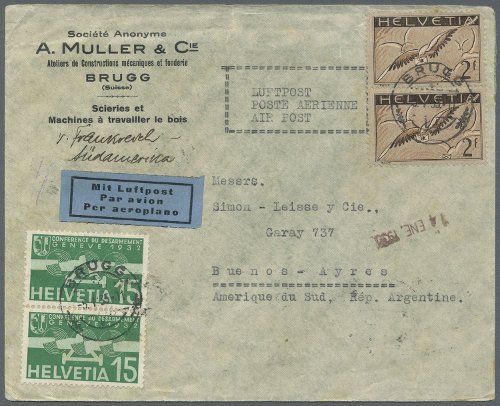 Société Anonyme
A. MULLER & CIE
Ateliers de Constructions mécaniques et fonderie
BRUGG
(Suisse)
Scieries et
Machines à travailler le bois
v. Frankreich-
Südamerika
Mit Luftpost
Par avion
Per aeroplano
LUFTPOST
POSTE AÉRIENNE
AIR POST
HELVETIA
2F
BRUGG
HELVETIA
2F
Messrs.
Simon - Leisse y Cie.,
Garay 737
Buenos - Ayres
Amerique du Sud, Rép. Argentine.
14 ENE.
CONFERENCE DU DESARMEMENT
GENEVE 1932
BRUGG
HELVETIA 15
CONFERENCE DU DESARMEMENT
GENEVE 1932
HELVETIA 15